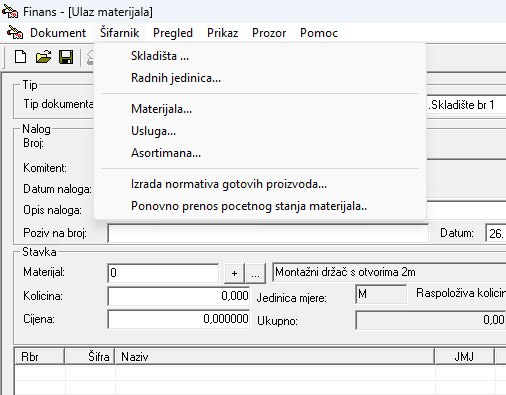 Finans - [Ulaz materijala]
Dokument Šifarnik Pregled Prikaz Prozor Pomoc
Skladišta ...
Radnih jedinica...
Materijala...
Usluga...
Asortimana...
Izrada normativa gotovih proizvoda...
Ponovno prenos pocetnog stanja materijala..
Tip
Tip dokumenta .Skladište br 1
Nalog
Broj:
Komitent:
Datum naloga:
Opis naloga:
Poziv na broj: Datum: 26.
Stavka
Materijal: 0 + ... Montažni držač s otvorima 2m
Kolicina: 0,000 Jedinica mjere: M Raspoloživa kolicin
Cijena: 0,000000 Ukupno: 0,00
Rbr Šifra Naziv JMJ